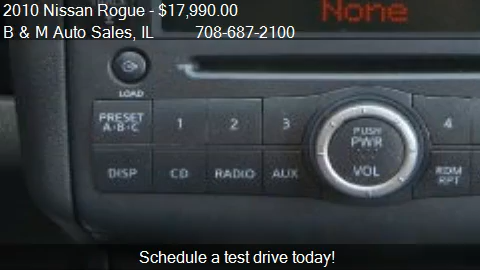 2010 Nissan Rogue - $17,990.00
B & M Auto Sales, IL 708-687-2100
None
LOAD
PRESET A·B·C 1 2 3 PUSH PWR 4
DISP CD RADIO AUX VOL RDM RPT
Schedule a test drive today!